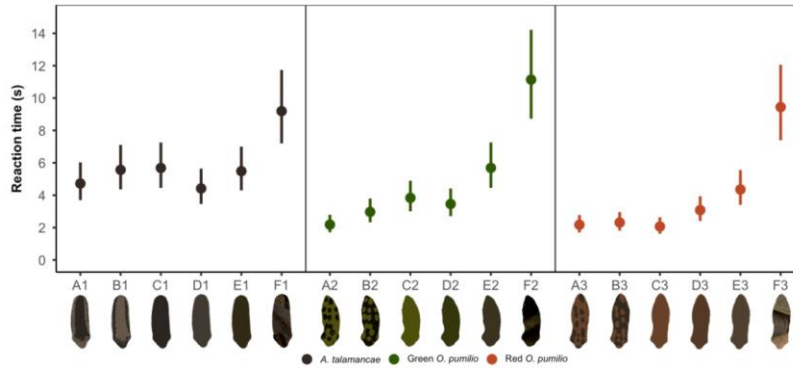 Reaction time (s)
14
12
10
8
6
4
2
0
A1 B1 C1 D1 E1 F1 A2 B2 C2 D2 E2 F2 A3 B3 C3 D3 E3 F3
A. talamancae Green O. pumilio Red O. pumilio